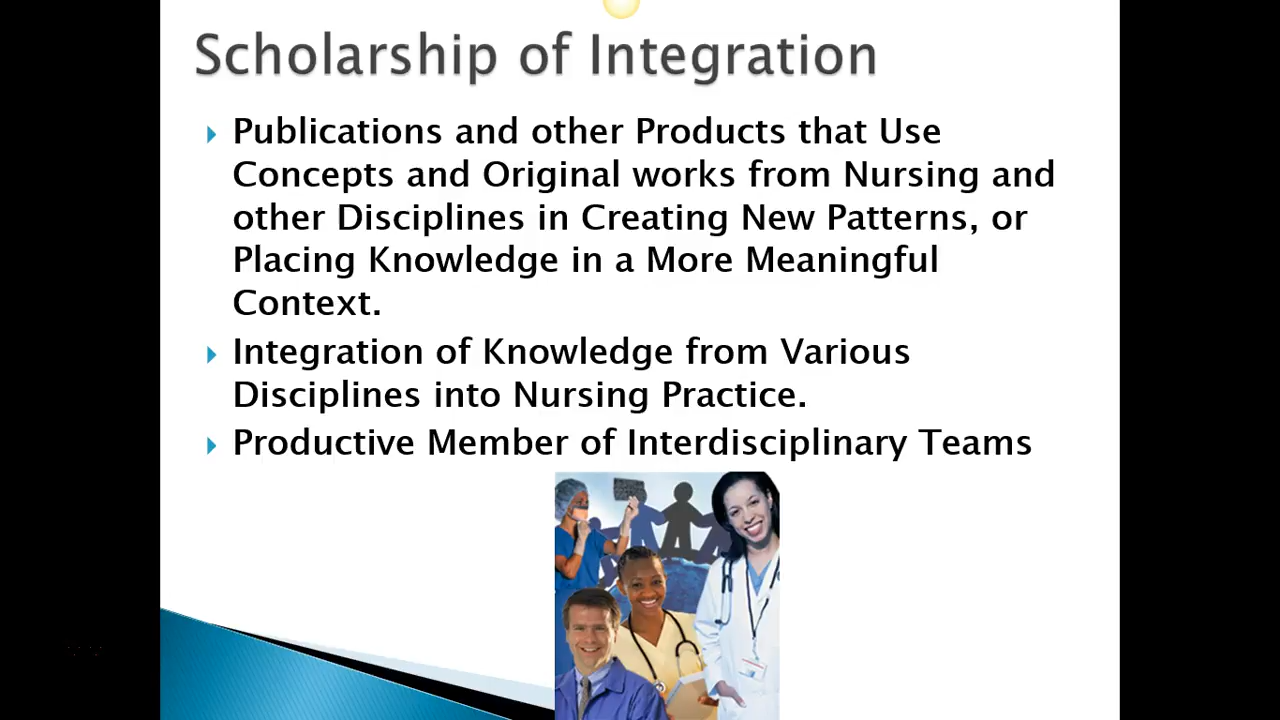 Scholarship of Integration
Publications and other Products that Use
Concepts and Original works from Nursing and
other Disciplines in Creating New Patterns, or
Placing Knowledge in a More Meaningful
Context.
Integration of Knowledge from Various
Disciplines into Nursing Practice.
Productive Member of Interdisciplinary Teams